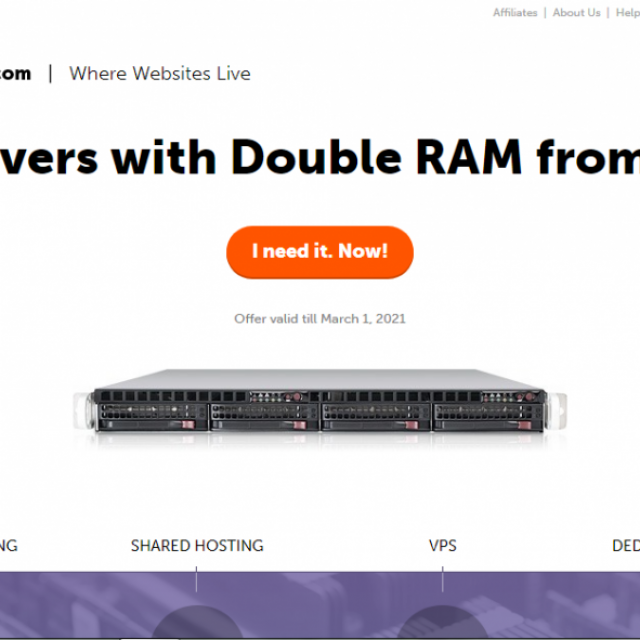 Affiliates | About Us | Help
com | Where Websites Live
vers with Double RAM from
I need it. Now!
Offer valid till March 1, 2021
NG SHARED HOSTING VPS DED